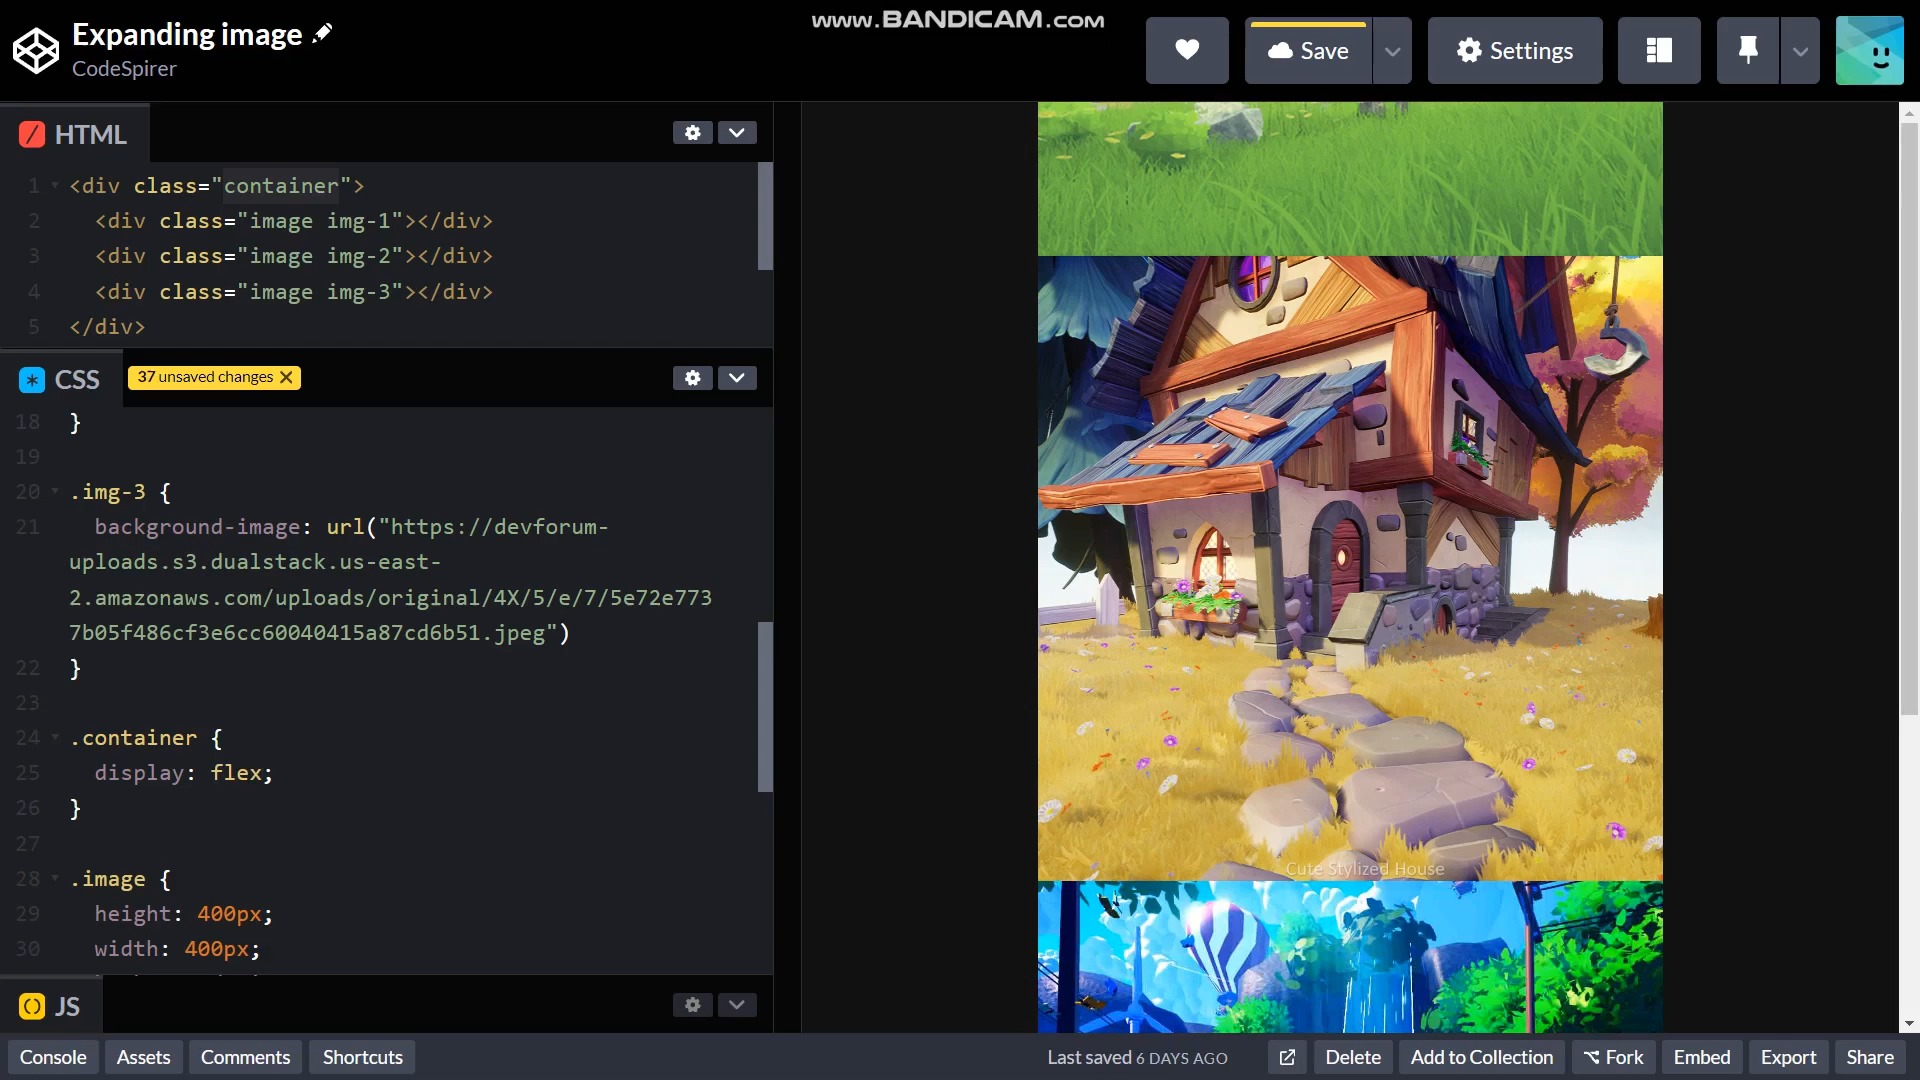 www.BANDICAM.com
Expanding image
CodeSpirer
Save
Settings
HTML
1 <div class="container">
2 <div class="image img-1"></div>
3 <div class="image img-2"></div>
4 <div class="image img-3"></div>
5 </div>
CSS
37 unsaved changes
18 }
19
20 .img-3 {
21 background-image: url("https://devforum-
uploads.s3.dualstack.us-east-
2.amazonaws.com/uploads/original/4X/5/e/7/5e72e773
7b05f486cf3e6cc60040415a87cd6b51.jpeg")
22 }
23
24 .container {
25 display: flex;
26 }
27
28 .image {
29 height: 400px;
30 width: 400px;
JS
Cute Stylized House
Console
Assets
Comments
Shortcuts
Last saved 6 DAYS AGO
Delete
Add to Collection
Fork
Embed
Export
Share